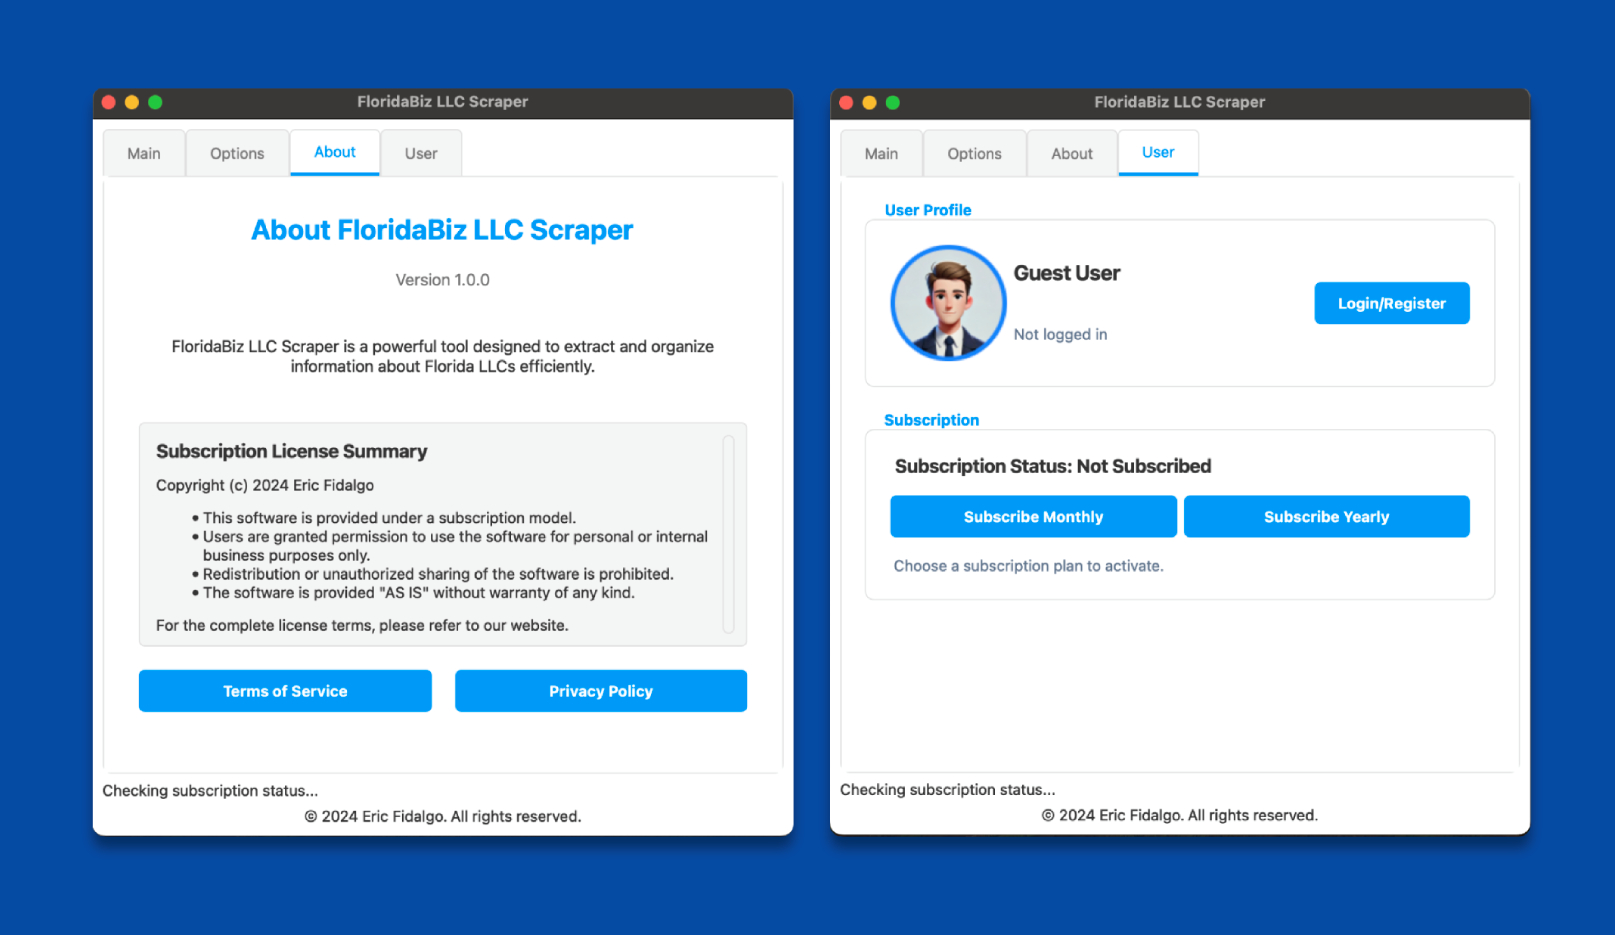 FloridaBiz LLC Scraper
Main
Options
About
User
About FloridaBiz LLC Scraper
Version 1.0.0
FloridaBiz LLC Scraper is a powerful tool designed to extract and organize
information about Florida LLCs efficiently.
Subscription License Summary
Copyright (c) 2024 Eric Fidalgo
• This software is provided under a subscription model.
• Users are granted permission to use the software for personal or internal
business purposes only.
• Redistribution or unauthorized sharing of the software is prohibited.
• The software is provided "AS IS" without warranty of any kind.
For the complete license terms, please refer to our website.
Terms of Service
Privacy Policy
Checking subscription status...
© 2024 Eric Fidalgo. All rights reserved.
FloridaBiz LLC Scraper
Main
Options
About
User
User Profile
Guest User
Not logged in
Login/Register
Subscription
Subscription Status: Not Subscribed
Subscribe Monthly
Subscribe Yearly
Choose a subscription plan to activate.
Checking subscription status...
© 2024 Eric Fidalgo. All rights reserved.